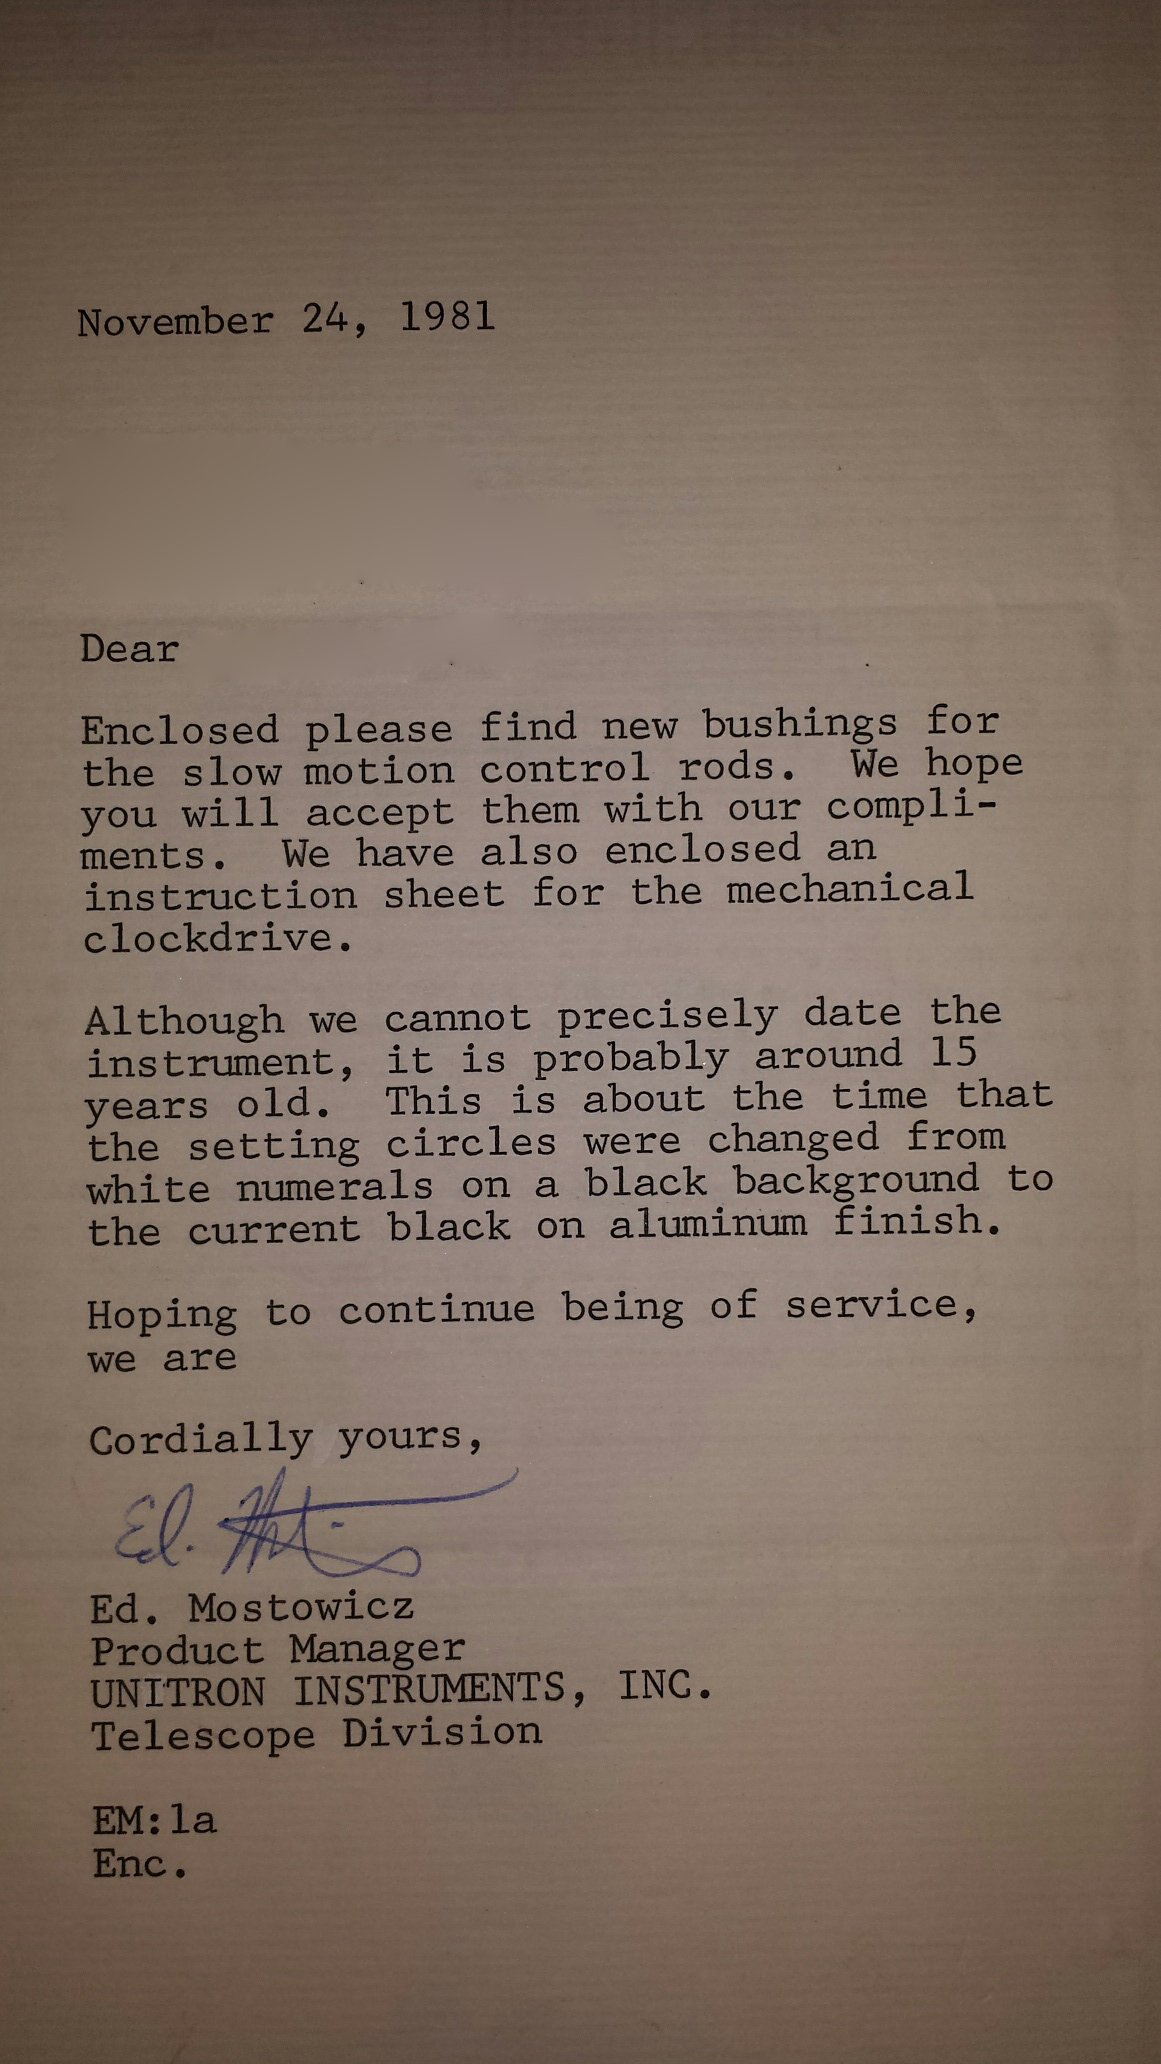 November 24, 1981
Dear
Enclosed please find new bushings for
the slow motion control rods.  We hope
you will accept them with our compli-
ments.  We have also enclosed an
instruction sheet for the mechanical
clockdrive.
Although we cannot precisely date the
instrument, it is probably around 15
years old.  This is about the time that
the setting circles were changed from
white numerals on a black background to
the current black on aluminum finish.
Hoping to continue being of service,
we are
Cordially yours,
Ed.
Ed. Mostowicz
Product Manager
UNITRON INSTRUMENTS, INC.
Telescope Division
EM:la
Enc.